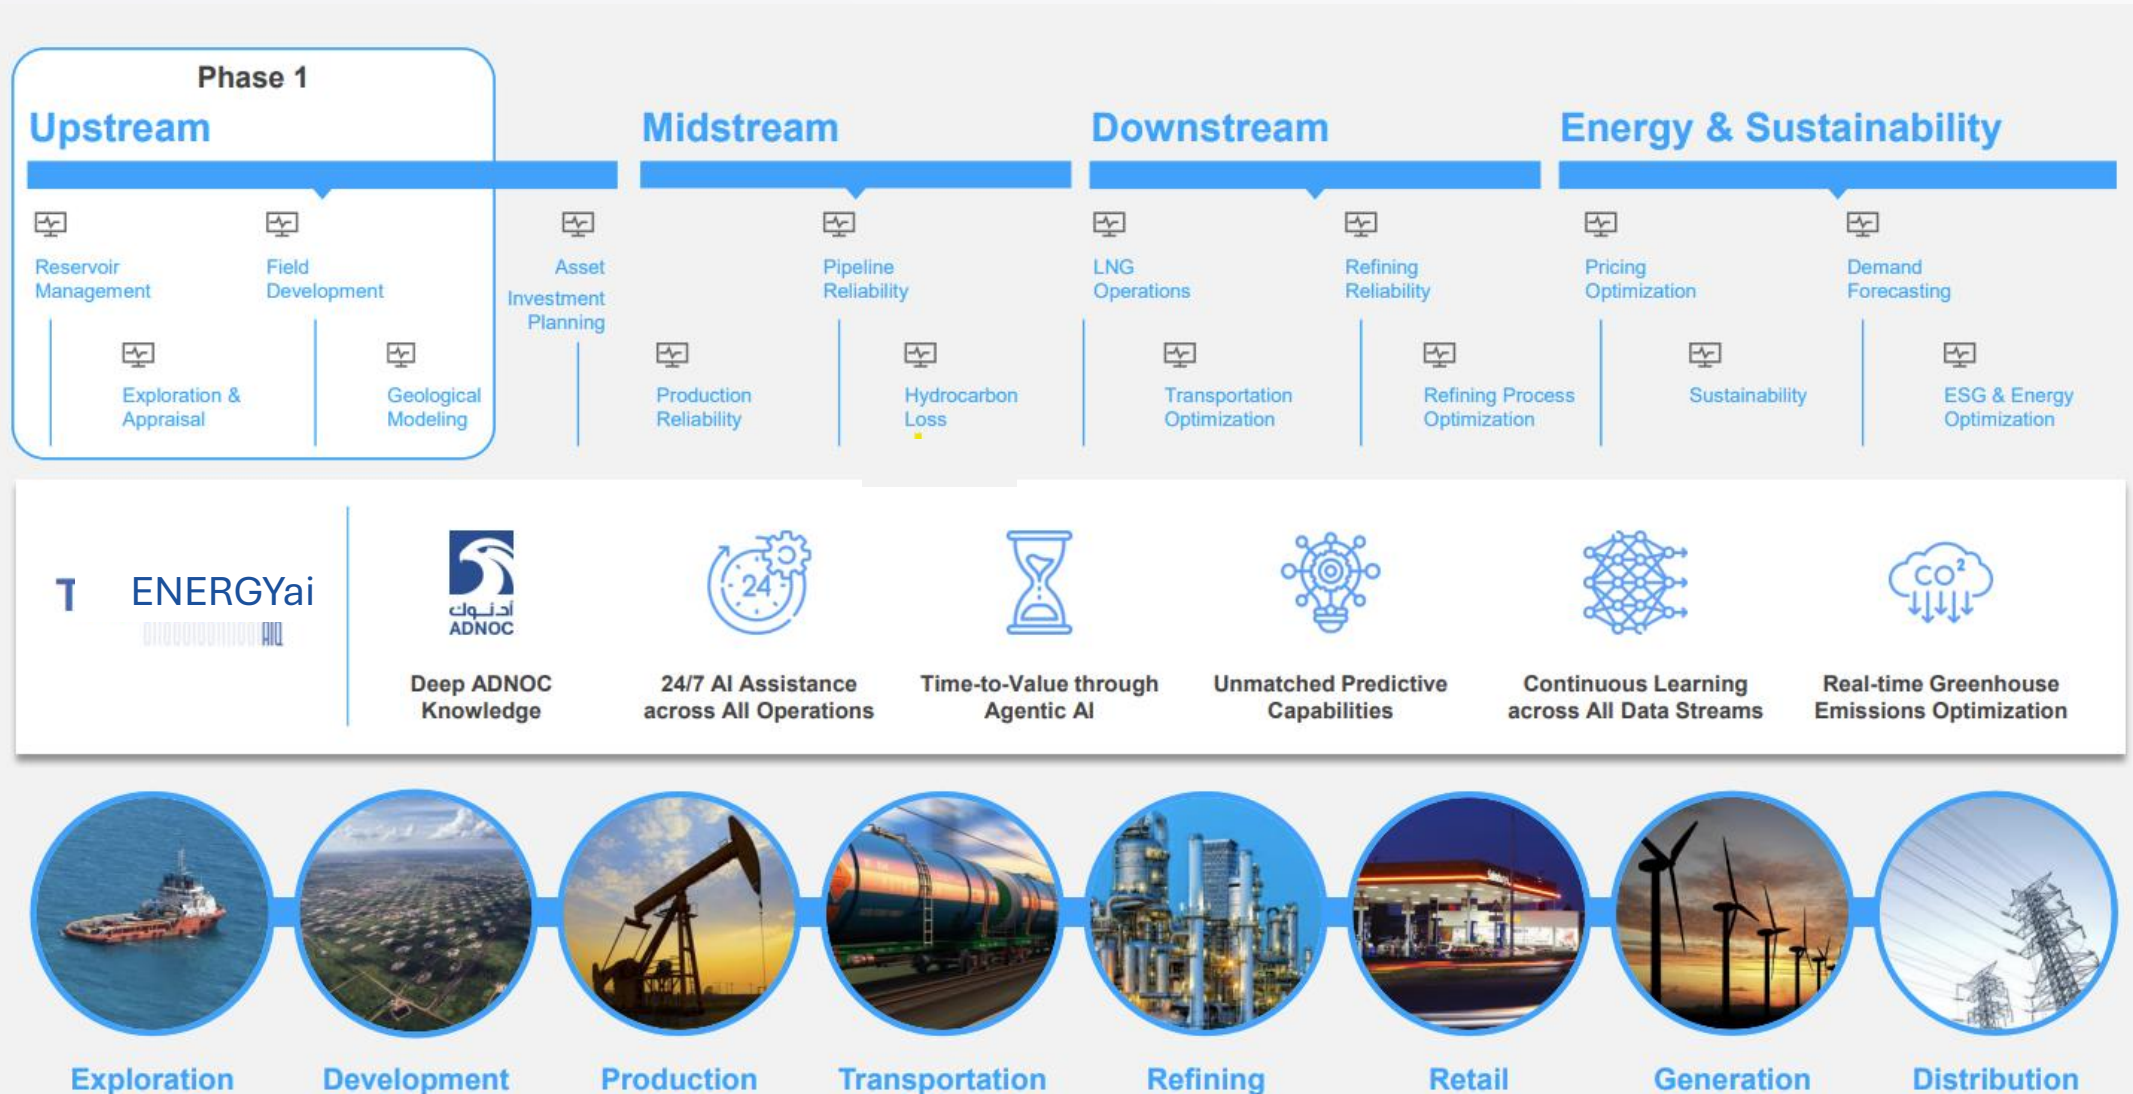 Phase 1
Upstream
Midstream
Downstream
Energy & Sustainability
Reservoir
Management
Field
Development
Asset
Investment
Planning
Pipeline
Reliability
LNG
Operations
Refining
Reliability
Pricing
Optimization
Demand
Forecasting
Exploration &
Appraisal
Geological
Modeling
Production
Reliability
Hydrocarbon
Loss
Transportation
Optimization
Refining Process
Optimization
Sustainability
ESG & Energy
Optimization
T
ENERGYai
AIQ
أدنوك
ADNOC
24
CO²
Deep ADNOC
Knowledge
24/7 AI Assistance
across All Operations
Time-to-Value through
Agentic AI
Unmatched Predictive
Capabilities
Continuous Learning
across All Data Streams
Real-time Greenhouse
Emissions Optimization
Exploration
Development
Production
Transportation
Refining
Retail
Generation
Distribution